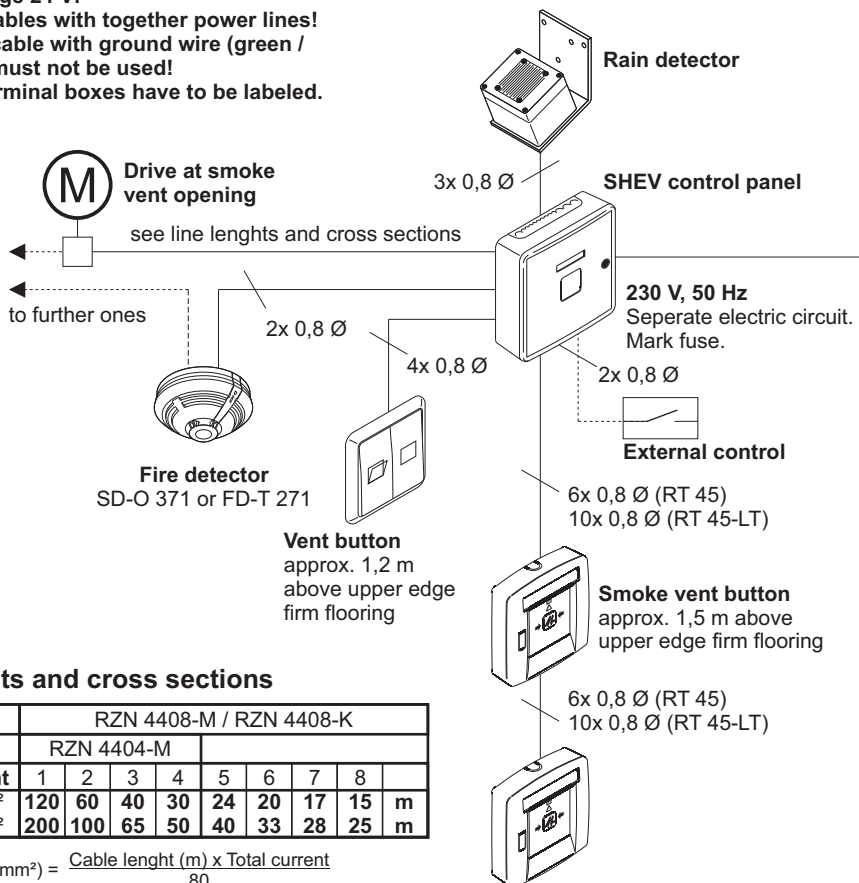 ables with together power lines!
cable with ground wire (green /
must not be used!
rminal boxes have to be labeled.
Rain detector
M
Drive at smoke
vent opening
3x 0,8 Ø
SHEV control panel
see line lenghts and cross sections
to further ones
2x 0,8 Ø
4x 0,8 Ø
230 V, 50 Hz
Seperate electric circuit.
Mark fuse.
2x 0,8 Ø
External control
Fire detector
SD-O 371 or FD-T 271
Vent button
approx. 1,2 m
above upper edge
firm flooring
6x 0,8 Ø (RT 45)
10x 0,8 Ø (RT 45-LT)
Smoke vent button
approx. 1,5 m above
upper edge firm flooring
6x 0,8 Ø (RT 45)
10x 0,8 Ø (RT 45-LT)
ts and cross sections
RZN 4408-M / RZN 4408-K
RZN 4404-M
nt 1 2 3 4 5 6 7 8
² 120 60 40 30 24 20 17 15 m
² 200 100 65 50 40 33 28 25 m
mm²) = Cable lenght (m) x Total current
80